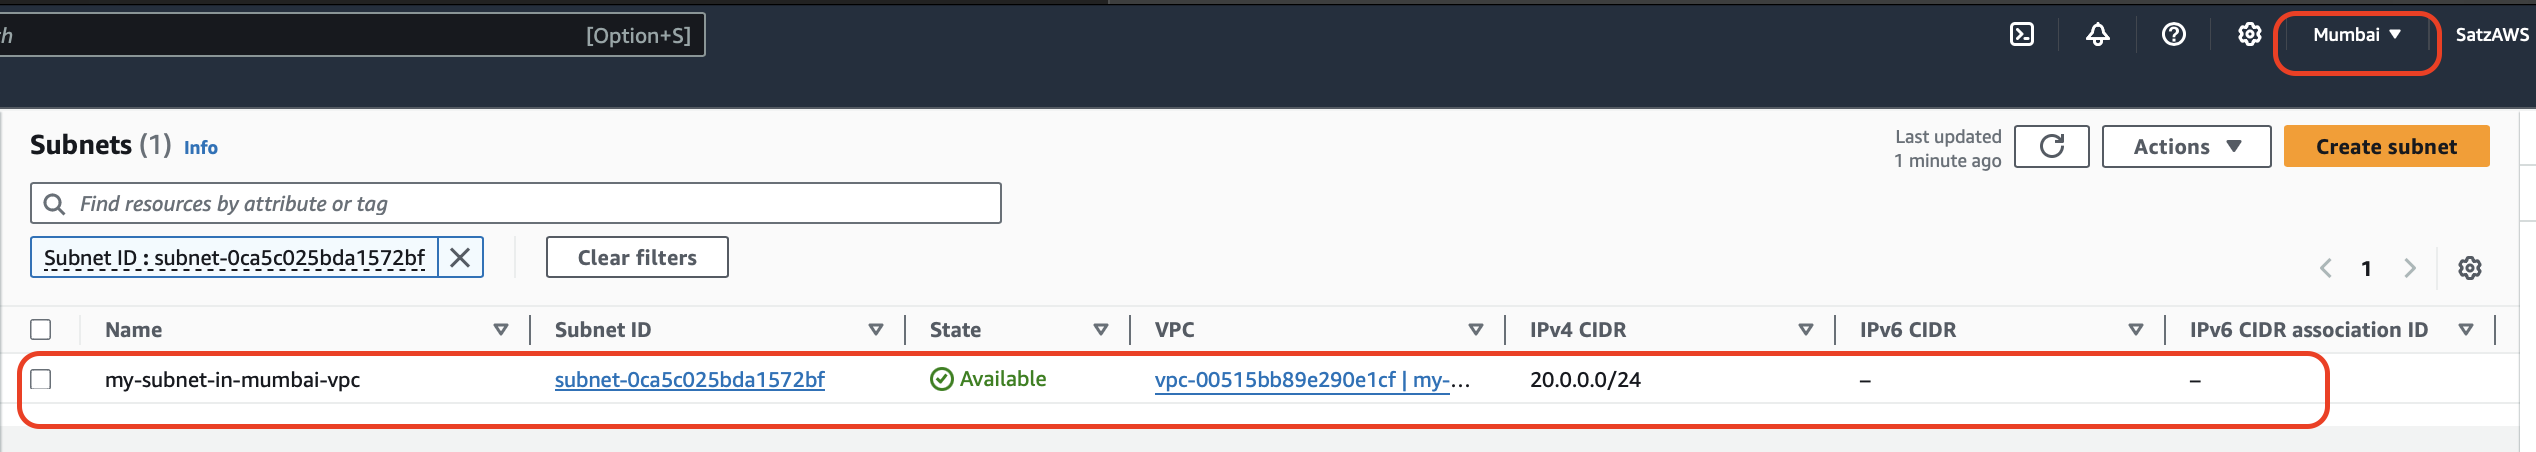 [Option+S]
Mumbai ▼
SatzAWS
Subnets (1) Info
Last updated
1 minute ago
Actions ▼
Create subnet
Find resources by attribute or tag
Subnet ID : subnet-0ca5c025bda1572bf
Clear filters
1
Name
Subnet ID
State
VPC
IPv4 CIDR
IPv6 CIDR
IPv6 CIDR association ID
my-subnet-in-mumbai-vpc
subnet-0ca5c025bda1572bf
Available
vpc-00515bb89e290e1cf | my-...
20.0.0.0/24
–
–